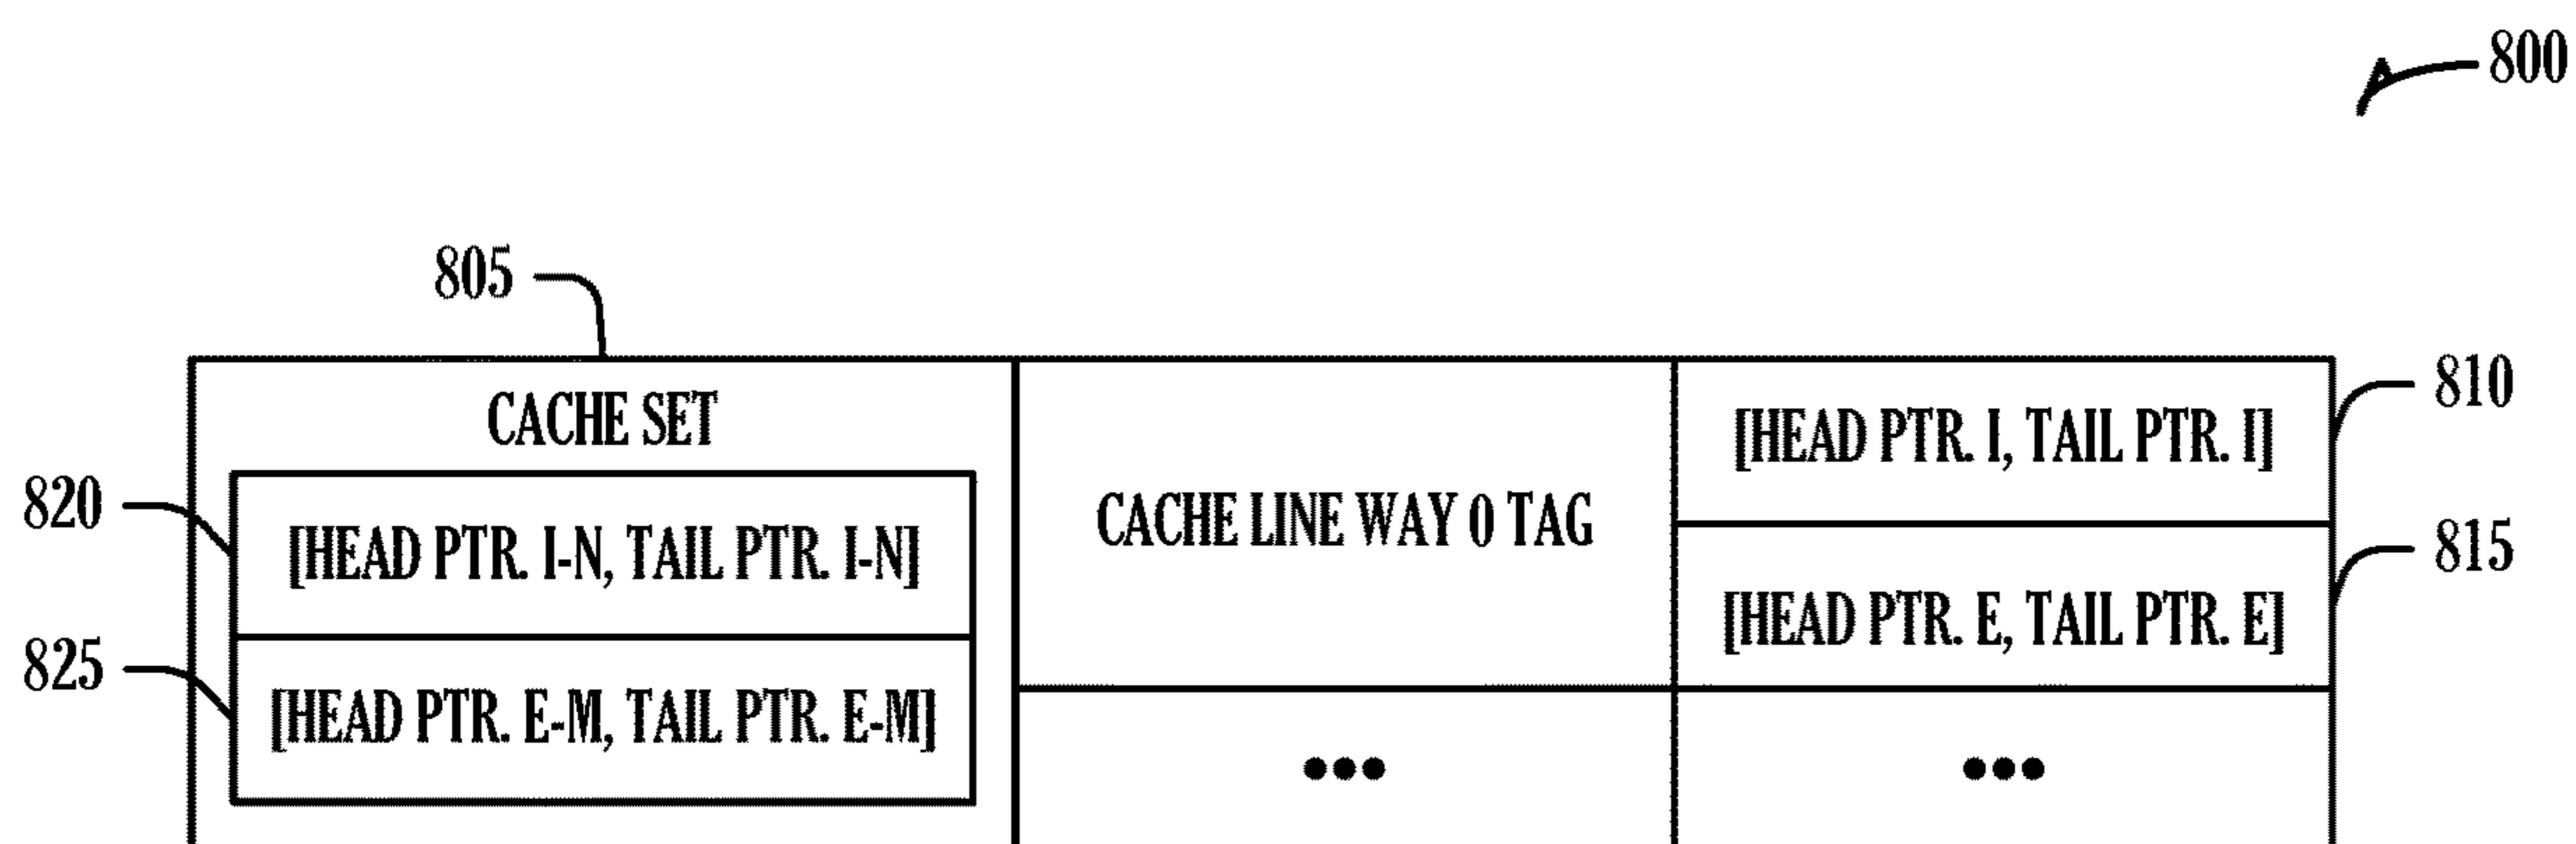 800
805
CACHE SET
820
[HEAD PTR. I-N, TAIL PTR. I-N]
825
[HEAD PTR. E-M, TAIL PTR. E-M]
CACHE LINE WAY 0 TAG
•••
[HEAD PTR. I, TAIL PTR. I]
810
[HEAD PTR. E, TAIL PTR. E]
815
•••